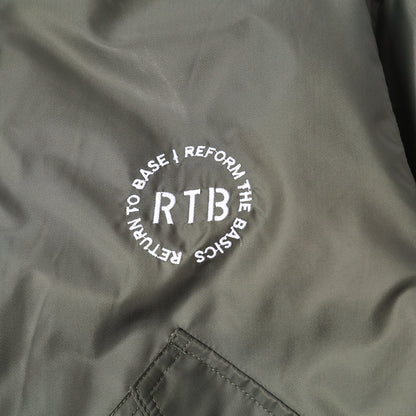 RETURN TO BASE | REFORM THE BASICS
RTB